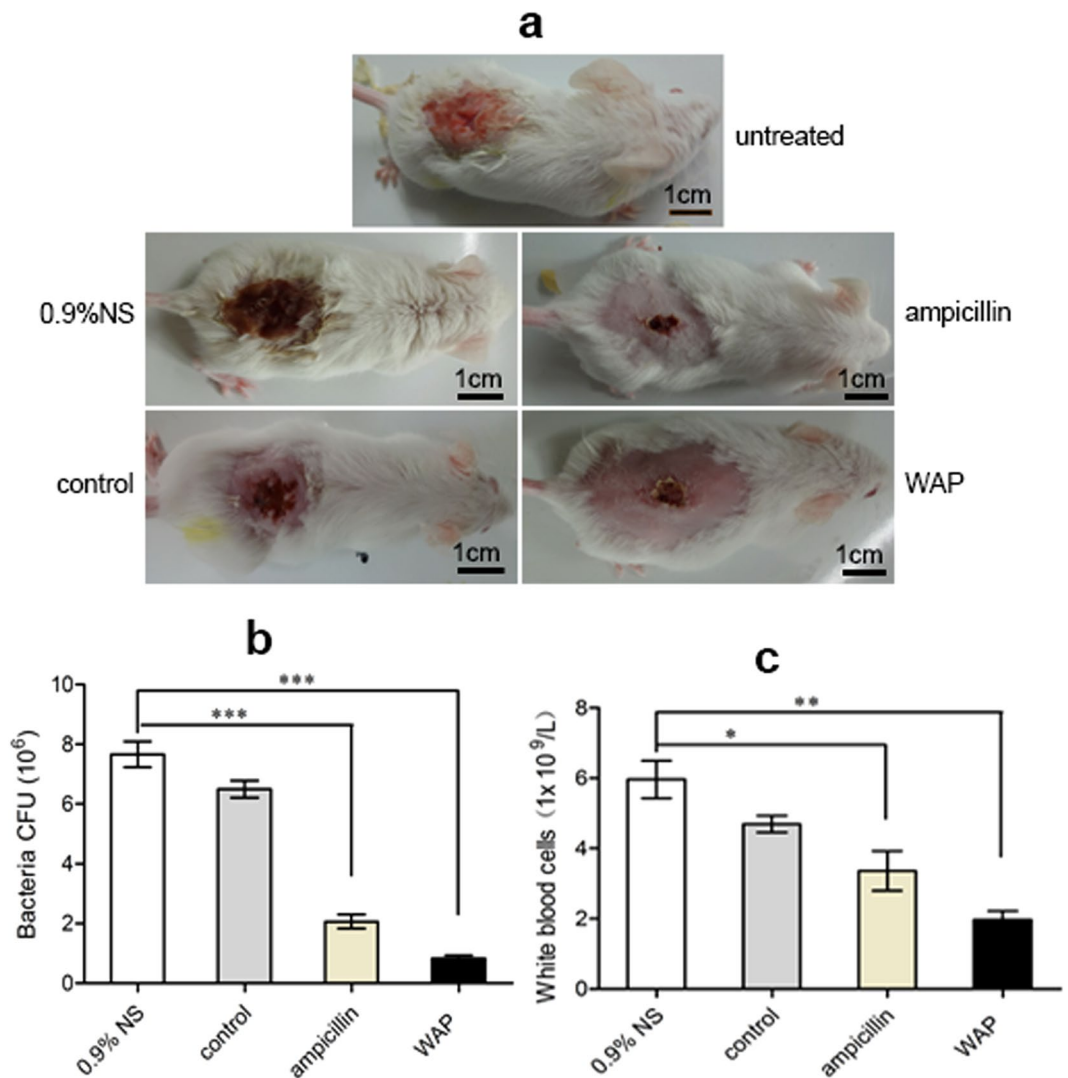 a
untreated
1cm
0.9%NS
1cm
ampicillin
1cm
control
1cm
WAP
1cm
b
Bacteria CFU (10⁶)
10
8
6
4
2
0
***
***
0.9% NS
control
ampicillin
WAP
c
White blood cells (1x 10⁹/L)
8
6
4
2
0
**
*
0.9% NS
control
ampicillin
WAP